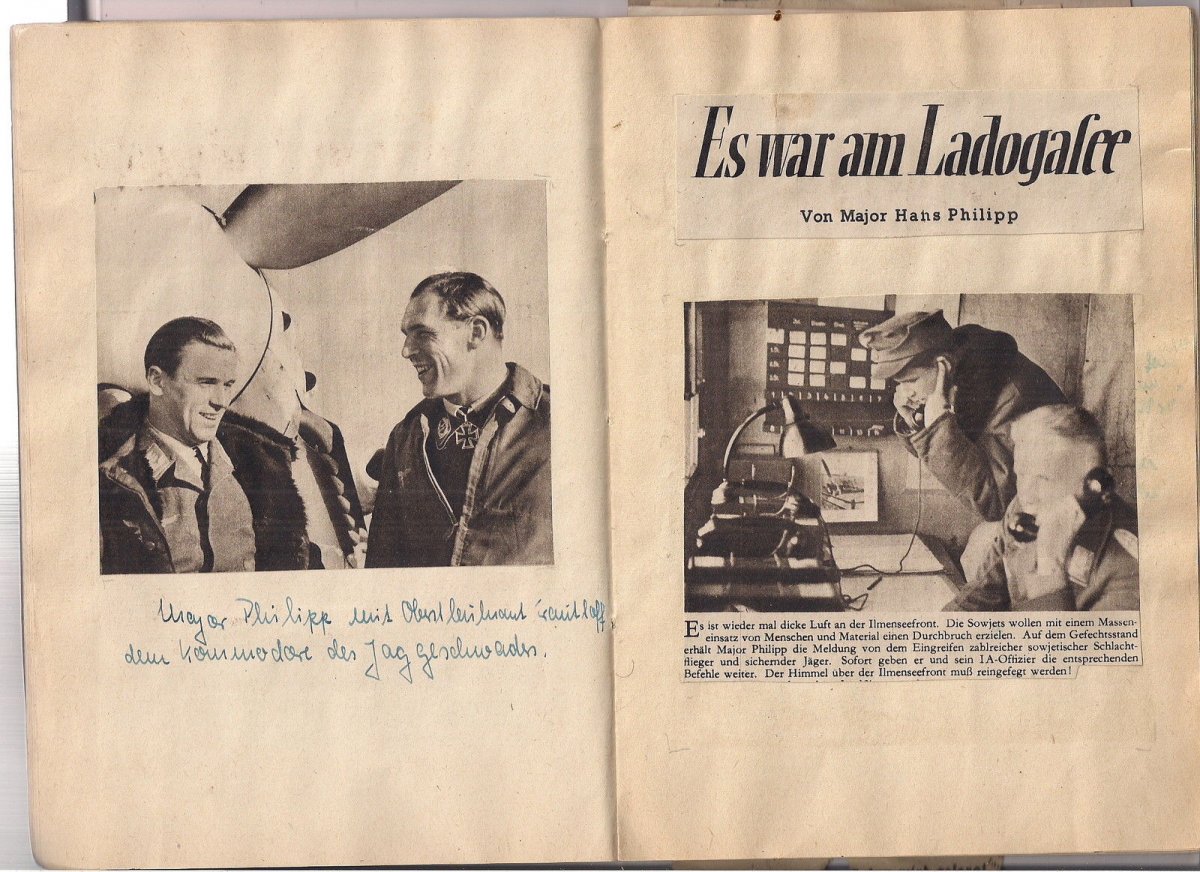 Major Philipp mit Oberstleutnant Trautloft,
dem Kommodore des Jagdgeschwaders.
Es war am Ladogasee
Von Major Hans Philipp
Es ist wieder mal dicke Luft an der Ilmenseefront. Die Sowjets wollen mit einem Massen-
einsatz von Menschen und Material einen Durchbruch erzielen. Auf dem Gefechtsstand
erhält Major Philipp die Meldung von dem Eingreifen zahlreicher sowjetischer Schlacht-
flieger und sichernder Jäger. Sofort geben er und sein IA-Offizier die entsprechenden
Befehle weiter. Der Himmel über der Ilmenseefront muß reingefegt werden!